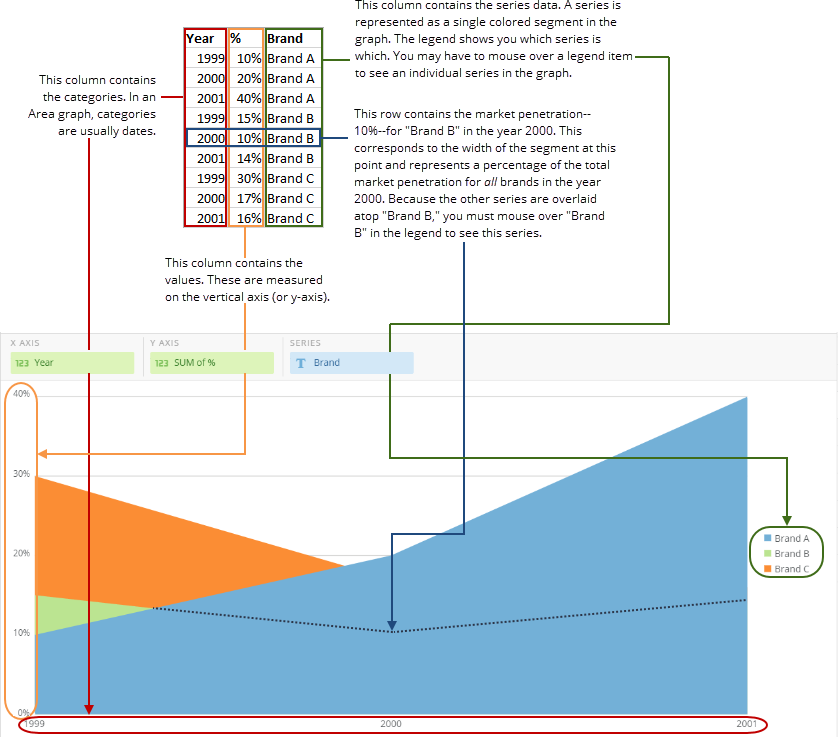 This column contains the series data. A series is
represented as a single colored segment in the
graph. The legend shows you which series is
which. You may have to mouse over a legend item
to see an individual series in the graph.
Year % Brand
1999 10% Brand A
2000 20% Brand A
2001 40% Brand A
1999 15% Brand B
2000 10% Brand B
2001 14% Brand B
1999 30% Brand C
2000 17% Brand C
2001 16% Brand C
This column contains
the categories. In an
Area graph, categories
are usually dates.
This row contains the market penetration--
10%--for "Brand B" in the year 2000. This
corresponds to the width of the segment at this
point and represents a percentage of the total
market penetration for all brands in the year
2000. Because the other series are overlaid
atop "Brand B," you must mouse over "Brand
B" in the legend to see this series.
This column contains the
values. These are measured
on the vertical axis (or y-axis).
X AXIS Y AXIS SERIES
123 Year 123 SUM of % T Brand
40%
30%
20%
10%
0%
1999 2000 2001
Brand A
Brand B
Brand C